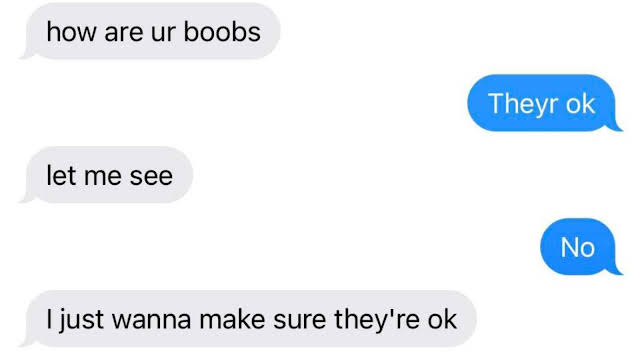 how are ur boobs
Theyr ok
let me see
No
I just wanna make sure they're ok